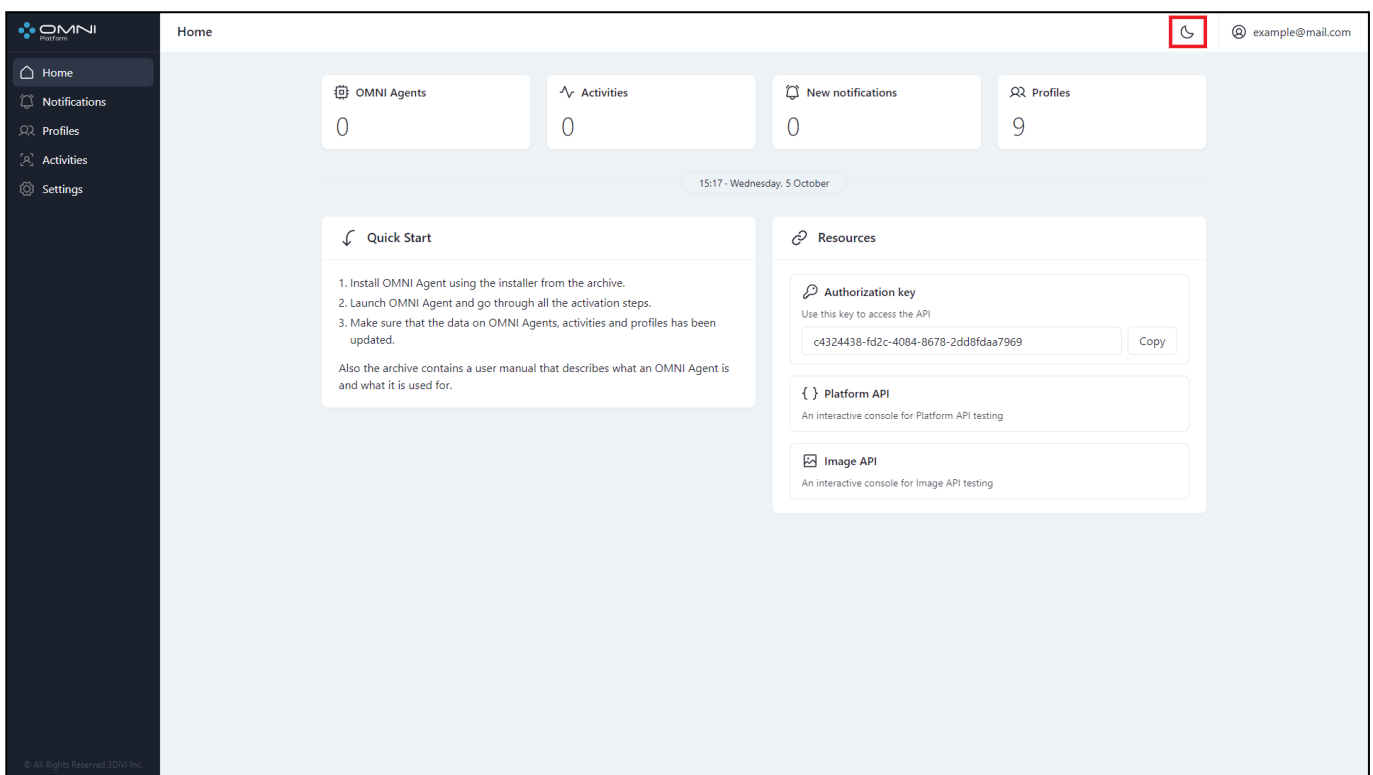 OMNI
Platform
Home
example@mail.com
Home
Notifications
Profiles
Activities
Settings
OMNI Agents
0
Activities
0
New notifications
0
Profiles
9
15:17 · Wednesday, 5 October
Quick Start
1. Install OMNI Agent using the installer from the archive.
2. Launch OMNI Agent and go through all the activation steps.
3. Make sure that the data on OMNI Agents, activities and profiles has been
updated.
Also the archive contains a user manual that describes what an OMNI Agent is
and what it is used for.
Resources
Authorization key
Use this key to access the API
c4324438-fd2c-4084-8678-2dd8fdaa7969
Copy
{ } Platform API
An interactive console for Platform API testing
Image API
An interactive console for Image API testing
© All Rights Reserved 3DiVi Inc.